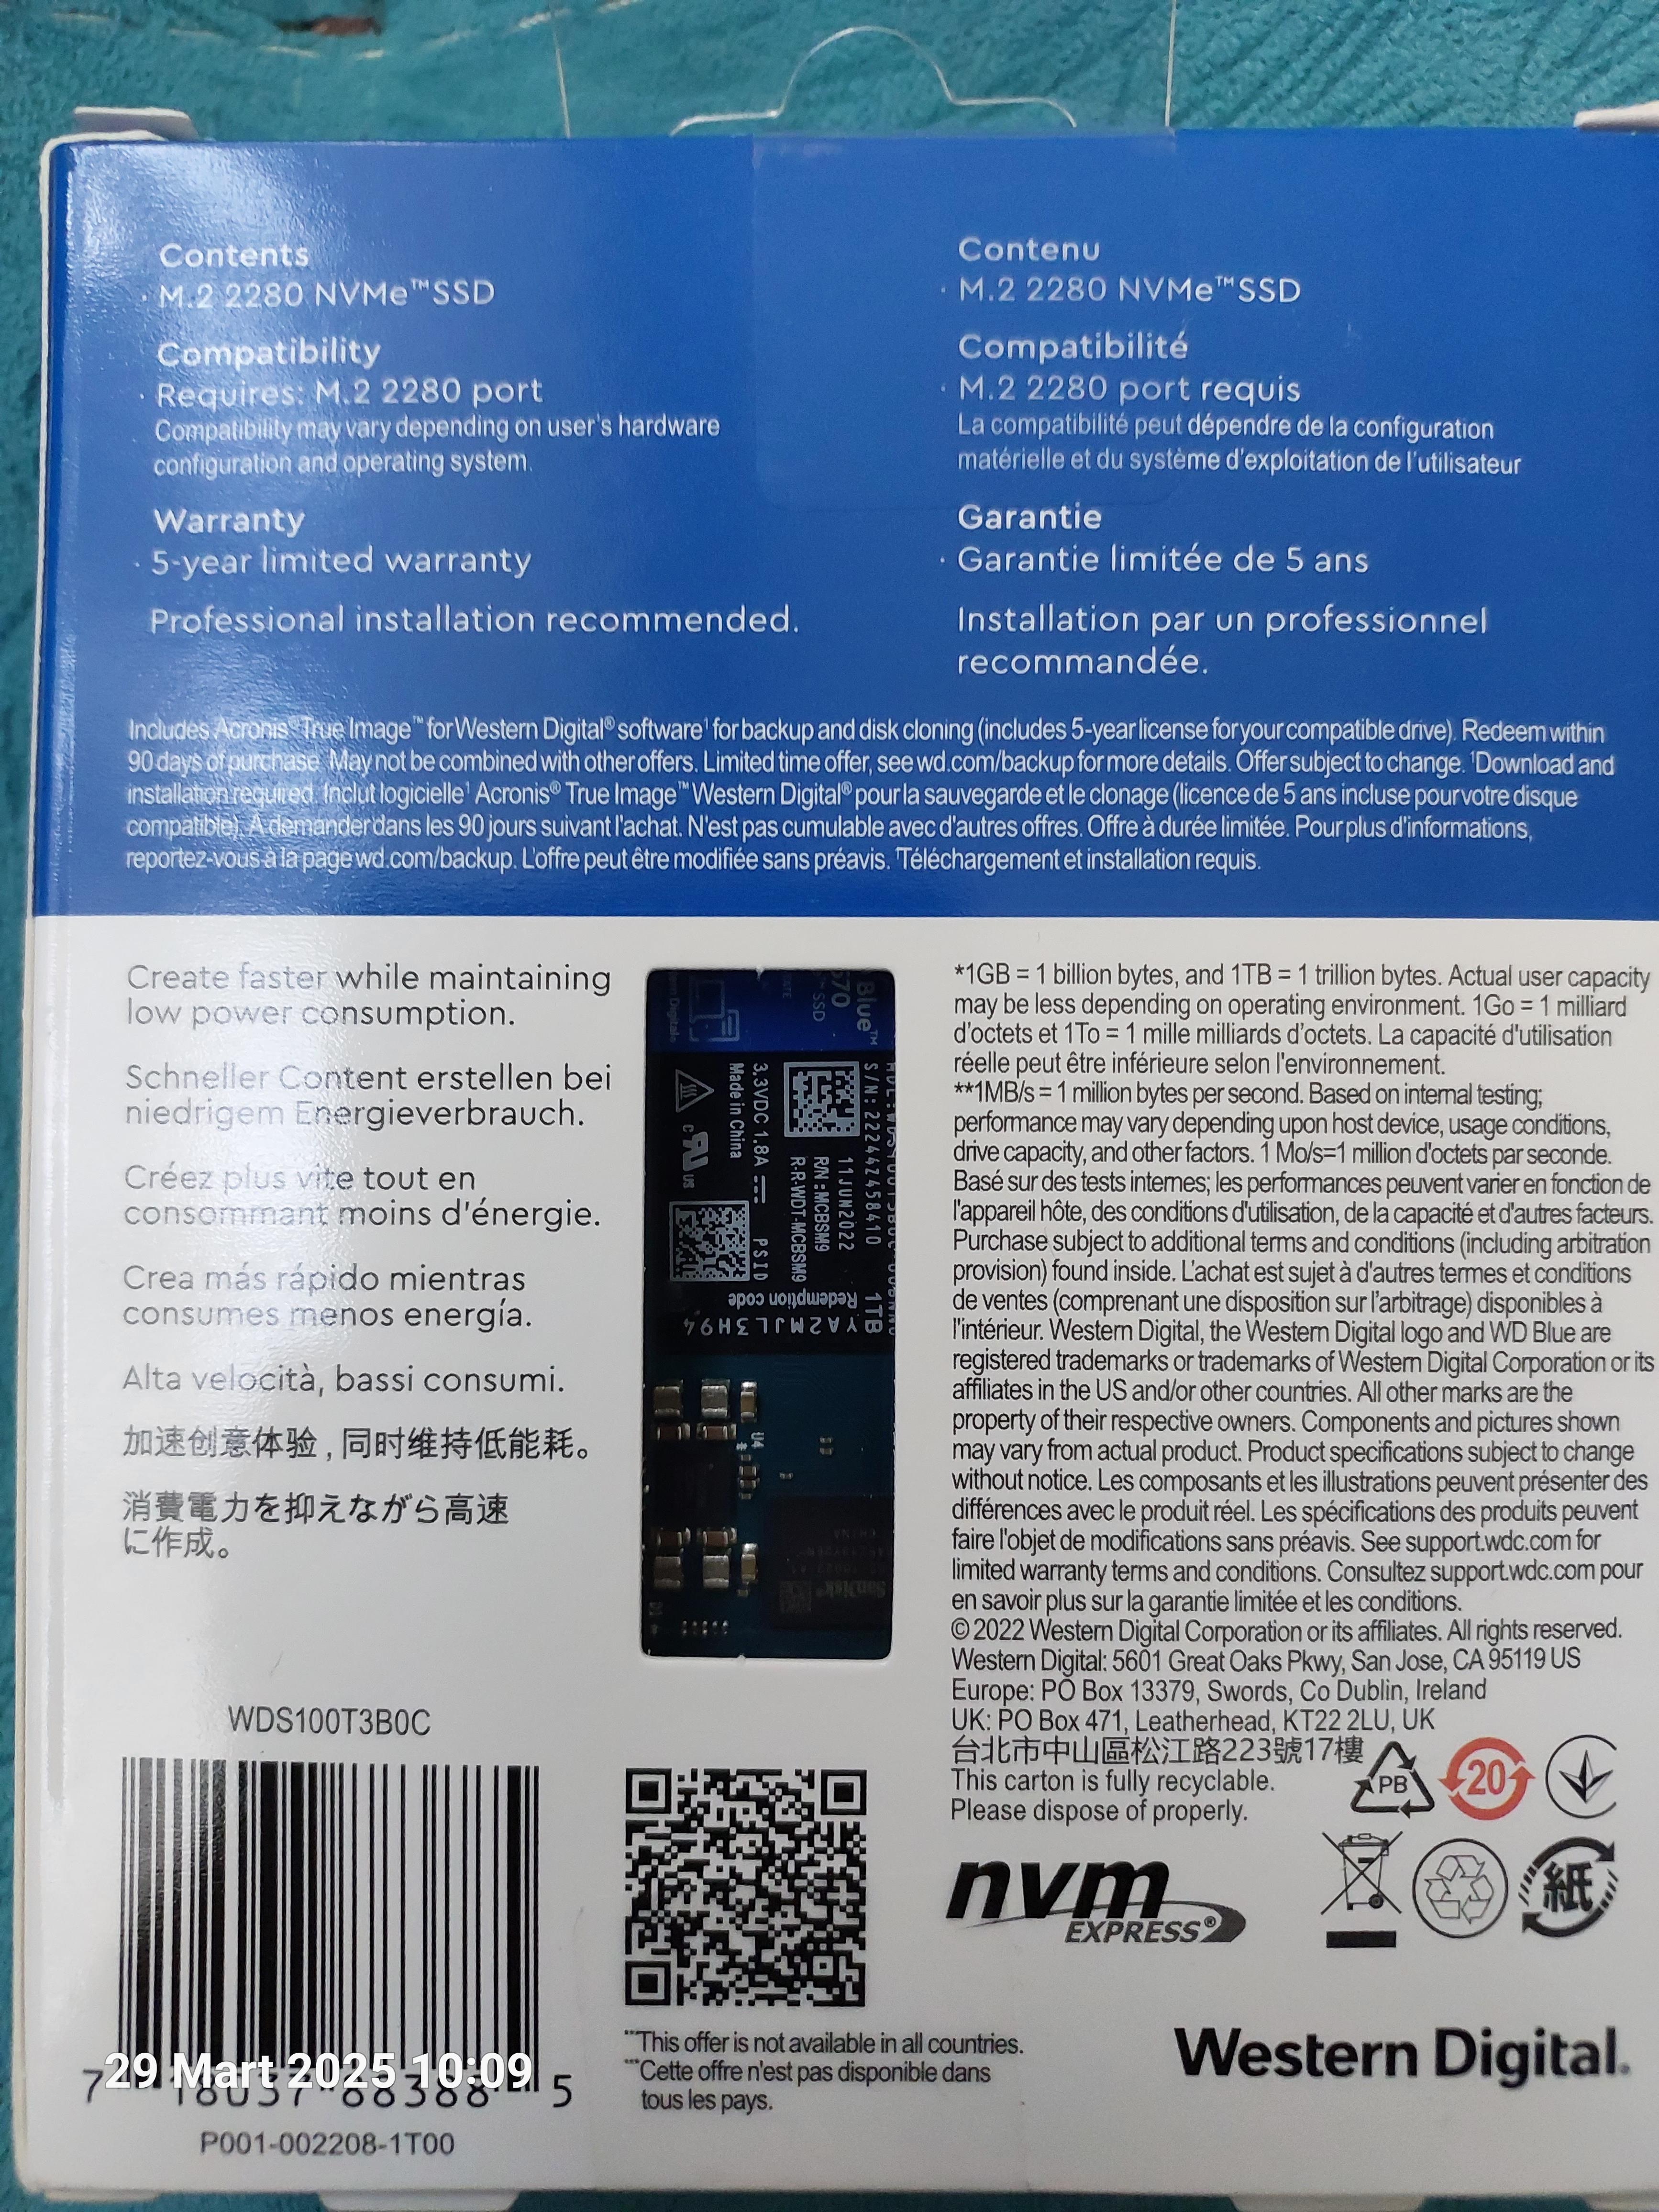 Contents
· M.2 2280 NVMe™SSD
Compatibility
· Requires: M.2 2280 port
Compatibility may vary depending on user's hardware
configuration and operating system.
Warranty
· 5-year limited warranty
Professional installation recommended.
Contenu
· M.2 2280 NVMe™SSD
Compatibilité
· M.2 2280 port requis
La compatibilité peut dépendre de la configuration
matérielle et du système d'exploitation de l'utilisateur
Garantie
· Garantie limitée de 5 ans
Installation par un professionnel
recommandée.
Includes Acronis® True Image™ for Western Digital® software¹ for backup and disk cloning (includes 5-year license for your compatible drive). Redeem within
90 days of purchase. May not be combined with other offers. Limited time offer, see wd.com/backup for more details. Offer subject to change. ¹Download and
installation required. Inclut logicielle¹ Acronis® True Image™ Western Digital® pour la sauvegarde et le clonage (licence de 5 ans incluse pour votre disque
compatible). À demander dans les 90 jours suivant l'achat. N'est pas cumulable avec d'autres offres. Offre à durée limitée. Pour plus d'informations,
reportez-vous à la page wd.com/backup. L'offre peut être modifiée sans préavis. ¹Téléchargement et installation requis.
Create faster while maintaining
low power consumption.
Schneller Content erstellen bei
niedrigem Energieverbrauch.
Créez plus vite tout en
consommant moins d'énergie.
Crea más rápido mientras
consumes menos energía.
Alta velocità, bassi consumi.
加速创意体验，同时维持低能耗。
消費電力を抑えながら高速
に作成。
Blue™
570
™ SSD
S/N: 22244Z458410
11JUN2022
R/N:MCBSM9
R-R-WDT-MCBSM9
3.3VDC 1.8A
Made in China
c UR US
PSID
1TB
Redemption code
YA2MJL3H94
U4
SanDisk
*1GB = 1 billion bytes, and 1TB = 1 trillion bytes. Actual user capacity
may be less depending on operating environment. 1Go = 1 milliard
d'octets et 1To = 1 mille milliards d'octets. La capacité d'utilisation
réelle peut être inférieure selon l'environnement.
**1MB/s = 1 million bytes per second. Based on internal testing;
performance may vary depending upon host device, usage conditions,
drive capacity, and other factors. 1 Mo/s=1 million d'octets par seconde.
Basé sur des tests internes; les performances peuvent varier en fonction de
l'appareil hôte, des conditions d'utilisation, de la capacité et d'autres facteurs.
Purchase subject to additional terms and conditions (including arbitration
provision) found inside. L'achat est sujet à d'autres termes et conditions
de ventes (comprenant une disposition sur l'arbitrage) disponibles à
l'intérieur. Western Digital, the Western Digital logo and WD Blue are
registered trademarks or trademarks of Western Digital Corporation or its
affiliates in the US and/or other countries. All other marks are the
property of their respective owners. Components and pictures shown
may vary from actual product. Product specifications subject to change
without notice. Les composants et les illustrations peuvent présenter des
différences avec le produit réel. Les spécifications des produits peuvent
faire l'objet de modifications sans préavis. See support.wdc.com for
limited warranty terms and conditions. Consultez support.wdc.com pour
en savoir plus sur la garantie limitée et les conditions.
© 2022 Western Digital Corporation or its affiliates. All rights reserved.
Western Digital: 5601 Great Oaks Pkwy, San Jose, CA 95119 US
Europe: PO Box 13379, Swords, Co Dublin, Ireland
UK: PO Box 471, Leatherhead, KT22 2LU, UK
台北市中山區松江路223號17樓
This carton is fully recyclable.
Please dispose of properly.
PB
20
紙
nvm
EXPRESS®
WDS100T3B0C
7 18037 88388 5
29 Mart 2025 10:09
P001-002208-1T00
***This offer is not available in all countries.
***Cette offre n'est pas disponible dans
tous les pays.
Western Digital.